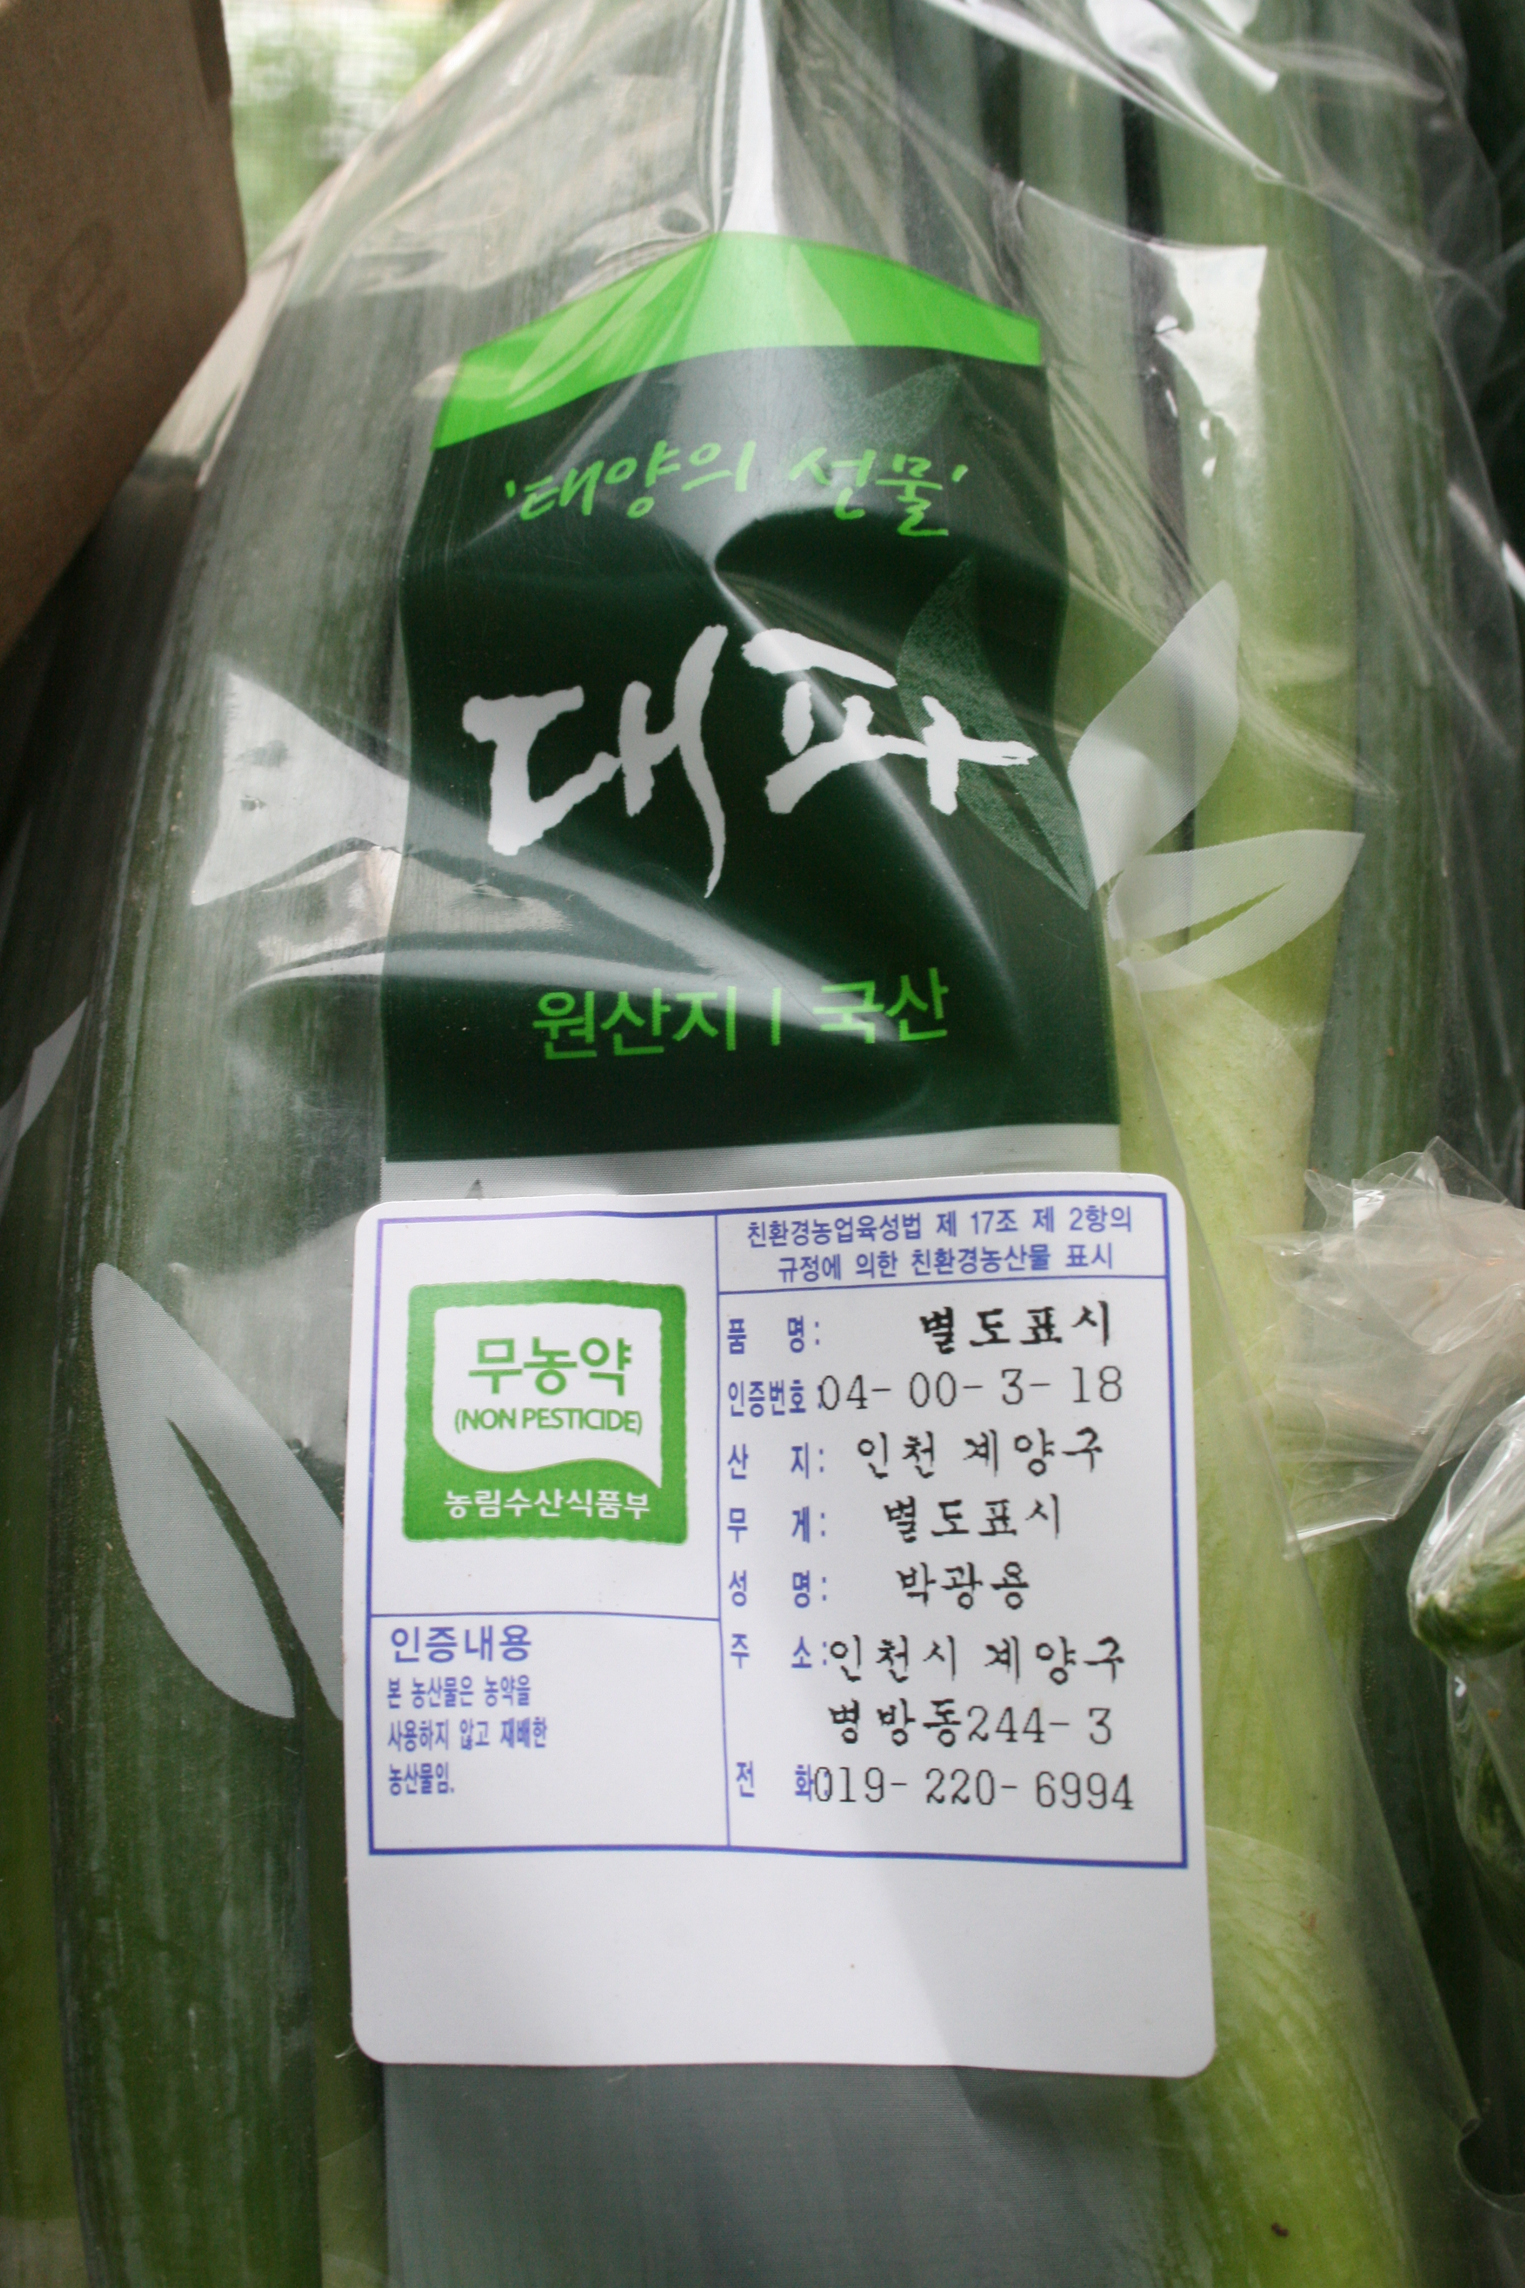 '태양의 선물'
대파
원산지 | 국산
무농약
(NON PESTICIDE)
농림수산식품부
인증내용
본 농산물은 농약을
사용하지 않고 재배한
농산물임.
친환경농업육성법 제 17조 제 2항의
규정에 의한 친환경농산물 표시
품 명: 별도표시
인증번호: 04-00-3-18
산 지: 인천 계양구
무 게: 별도표시
성 명: 박광용
주 소: 인천시 계양구
병방동244-3
전 화: 019-220-6994